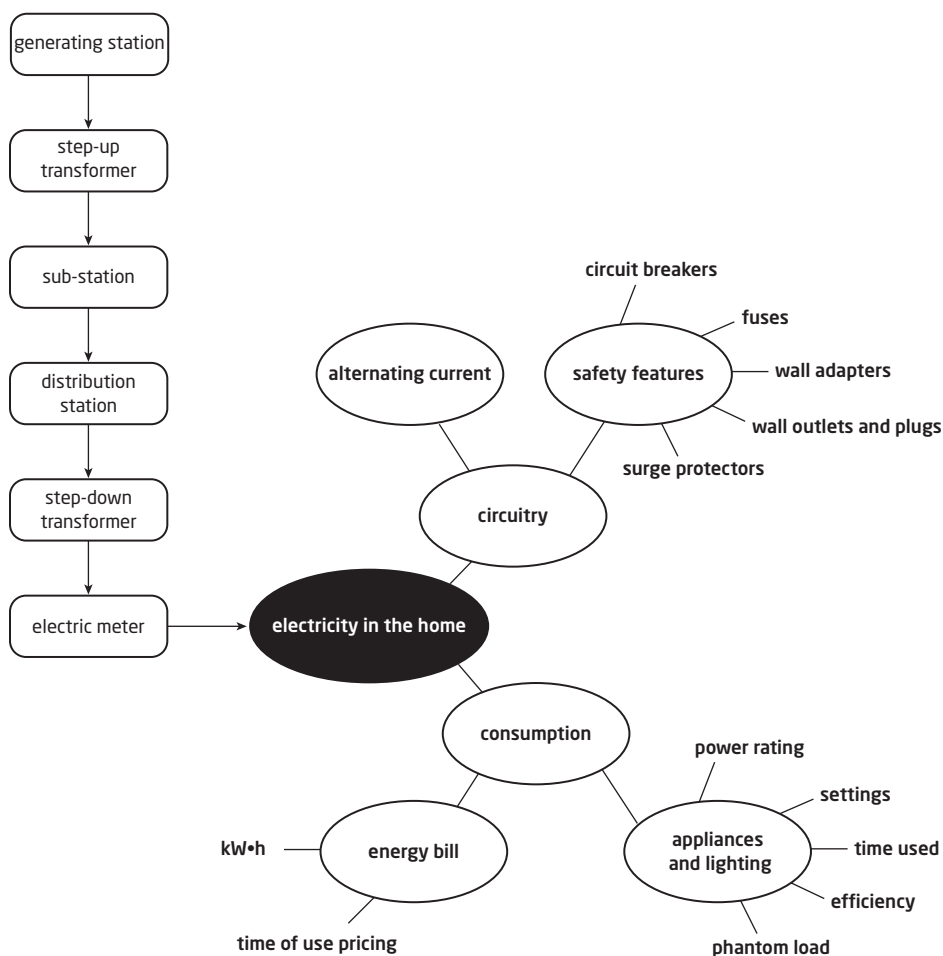 generating station
step-up
transformer
sub-station
distribution
station
step-down
transformer
electric meter
electricity in the home
circuitry
alternating current
safety features
circuit breakers
fuses
wall adapters
wall outlets and plugs
surge protectors
consumption
energy bill
kW•h
time of use pricing
appliances
and lighting
power rating
settings
time used
efficiency
phantom load